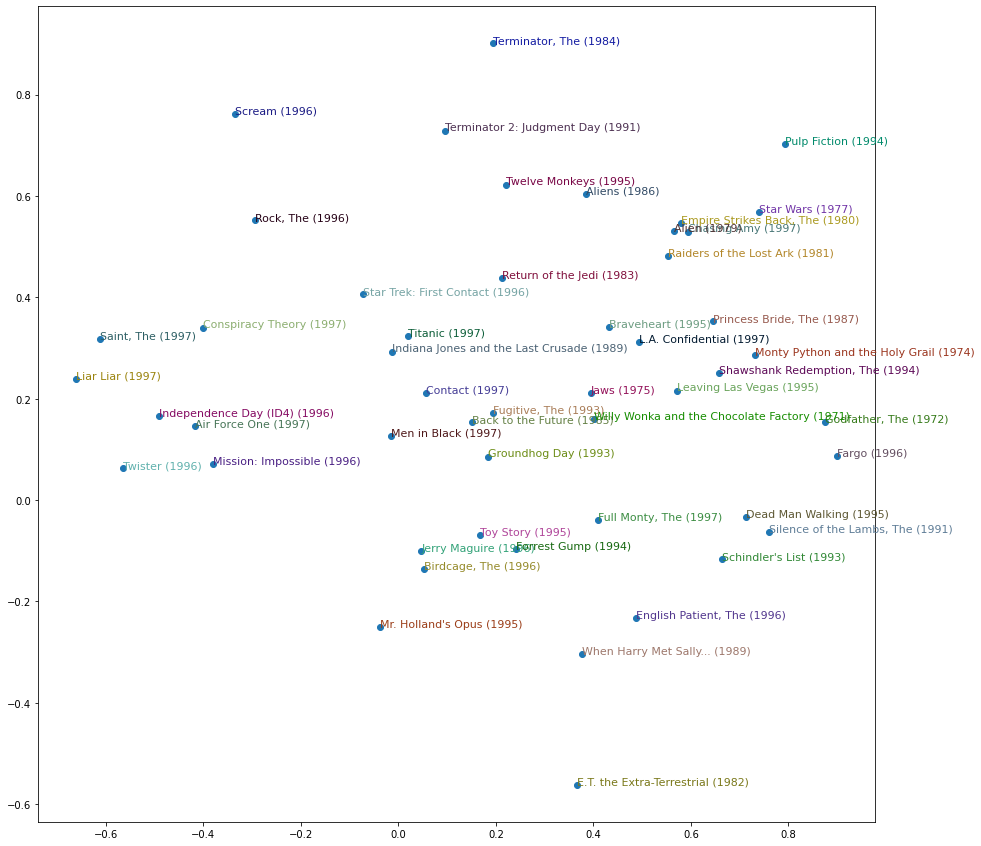 Terminator, The (1984)
0.8
Scream (1996)
Terminator 2: Judgment Day (1991)
Pulp Fiction (1994)
Twelve Monkeys (1995)
Aliens (1986)
0.6
Star Wars (1977)
Rock, The (1996)
Empire Strikes Back, The (1980)
Alien (1979)
Chasing Amy (1997)
Raiders of the Lost Ark (1981)
Return of the Jedi (1983)
Star Trek: First Contact (1996)
0.4
Princess Bride, The (1987)
Conspiracy Theory (1997)
Braveheart (1995)
Saint, The (1997)
Titanic (1997)
L.A. Confidential (1997)
Indiana Jones and the Last Crusade (1989)
Monty Python and the Holy Grail (1974)
Shawshank Redemption, The (1994)
Liar Liar (1997)
Leaving Las Vegas (1995)
Contact (1997)
Jaws (1975)
0.2
Fugitive, The (1993)
Independence Day (ID4) (1996)
Willy Wonka and the Chocolate Factory (1971)
Back to the Future (1985)
Godfather, The (1972)
Air Force One (1997)
Men in Black (1997)
Groundhog Day (1993)
Fargo (1996)
Mission: Impossible (1996)
Twister (1996)
0.0
Dead Man Walking (1995)
Full Monty, The (1997)
Silence of the Lambs, The (1991)
Toy Story (1995)
Forrest Gump (1994)
Jerry Maguire (1996)
Schindler's List (1993)
Birdcage, The (1996)
−0.2
English Patient, The (1996)
Mr. Holland's Opus (1995)
When Harry Met Sally... (1989)
−0.4
E.T. the Extra-Terrestrial (1982)
−0.6
−0.6 −0.4 −0.2 0.0 0.2 0.4 0.6 0.8